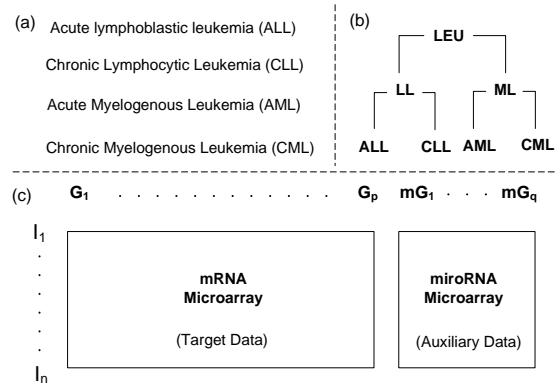 (a)
Acute lymphoblastic leukemia (ALL)
Chronic Lymphocytic Leukemia (CLL)
Acute Myelogenous Leukemia (AML)
Chronic Myelogenous Leukemia (CML)
(b)
LEU
LL ML
ALL CLL AML CML
(c)
G₁ . . . . . . . . . . . . Gₚ mG₁ . . . mG_q
I₁
.
.
.
.
.
Iₙ
mRNA
Microarray
(Target Data)
miroRNA
Microarray
(Auxiliary Data)